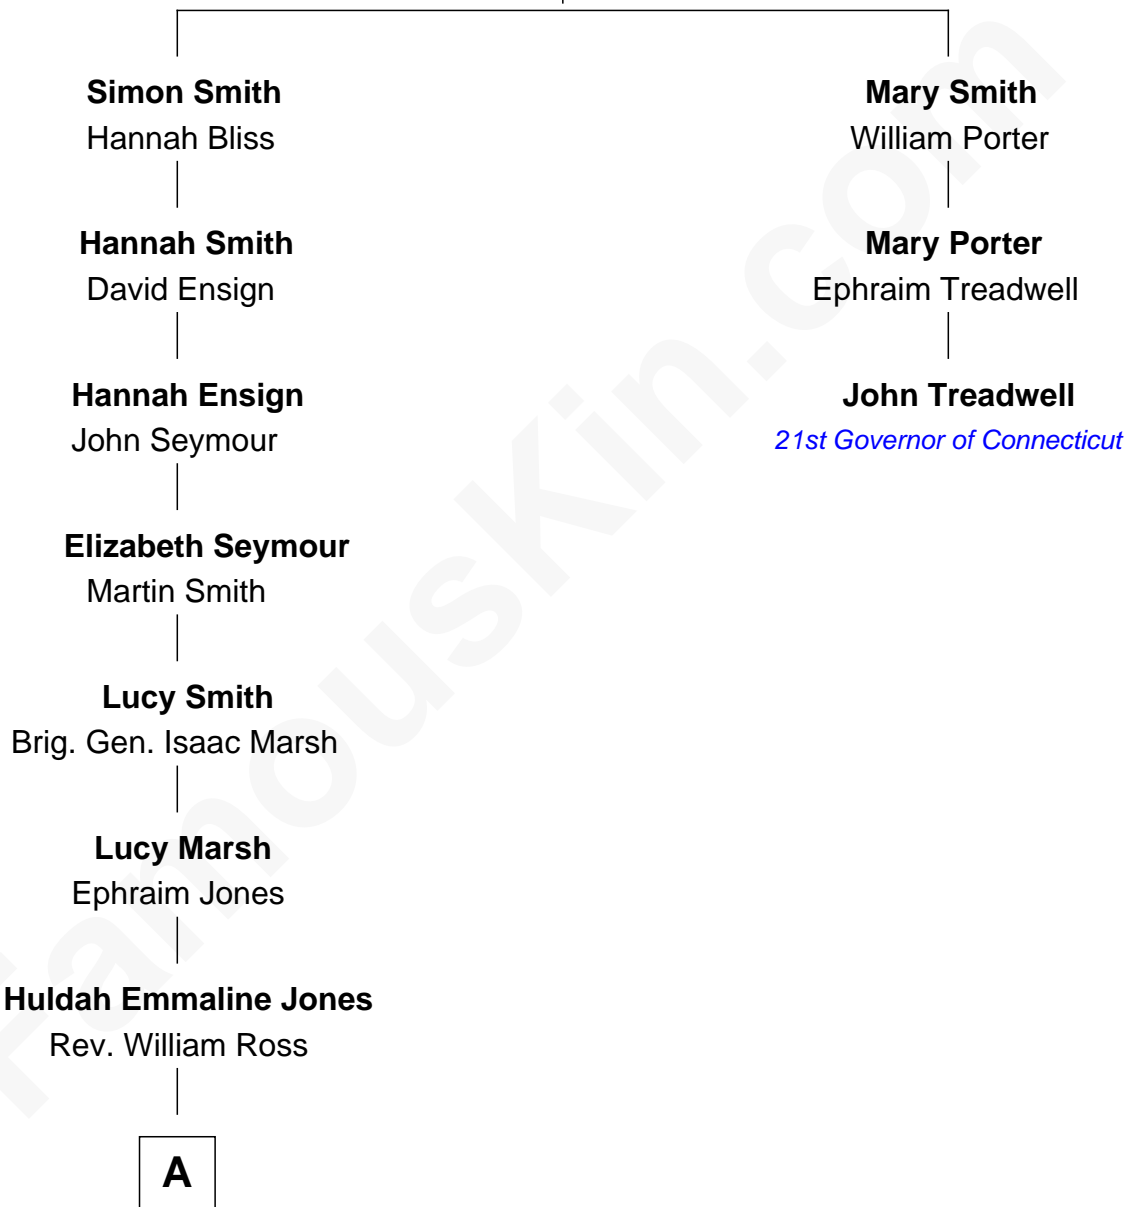 Simon Smith
Hannah Bliss
Hannah Smith
David Ensign
Hannah Ensign
John Seymour
Elizabeth Seymour
Martin Smith
Lucy Smith
Brig. Gen. Isaac Marsh
Lucy Marsh
Ephraim Jones
Huldah Emmaline Jones
Rev. William Ross
A
Mary Smith
William Porter
Mary Porter
Ephraim Treadwell
John Treadwell
21st Governor of Connecticut
FamousKin.com